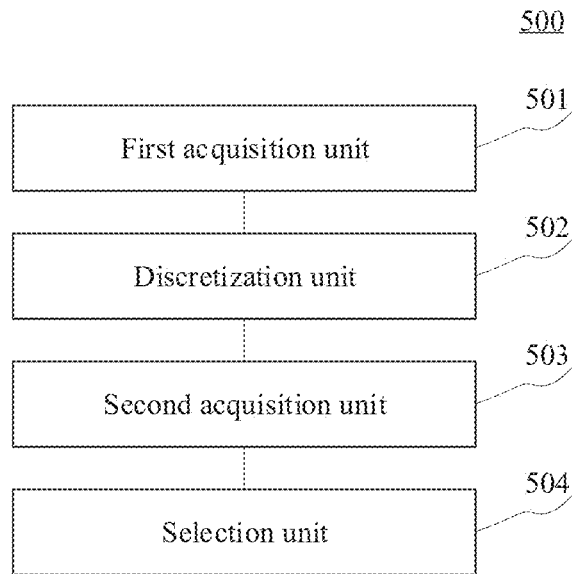 500
501
First acquisition unit
502
Discretization unit
503
Second acquisition unit
504
Selection unit